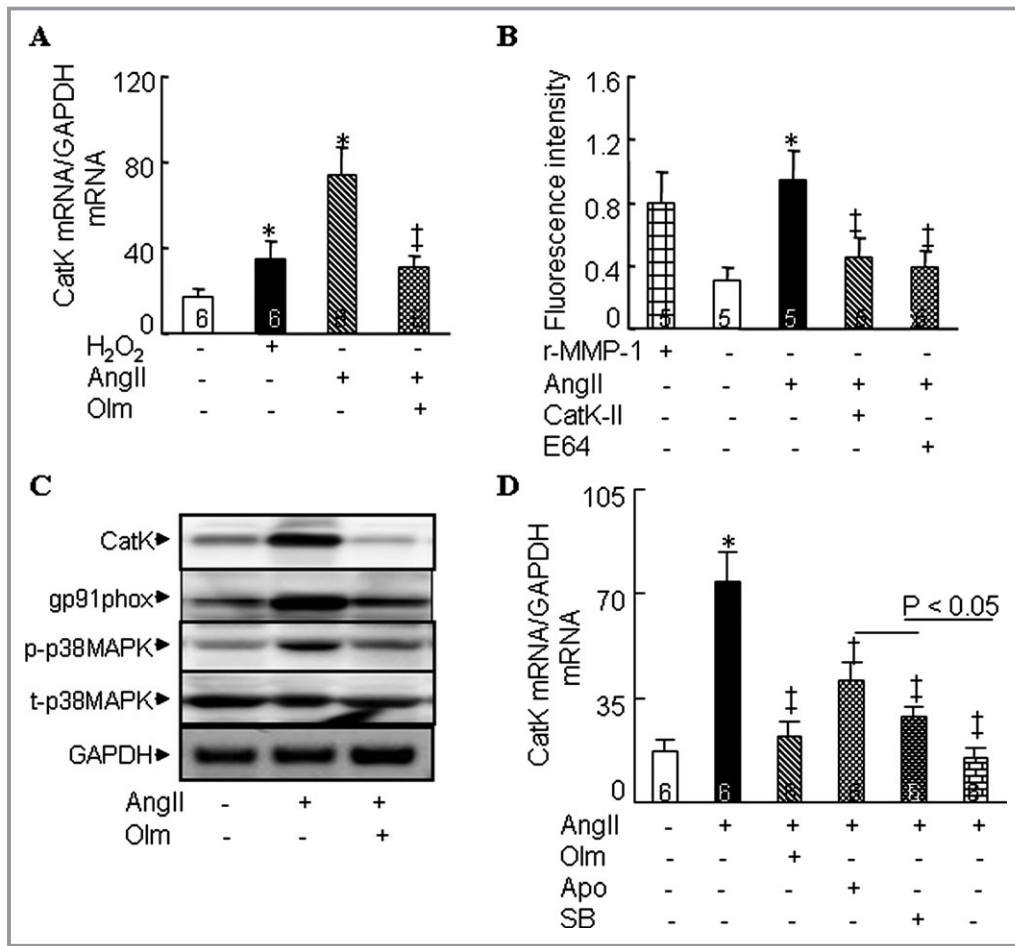 A
CatK mRNA/GAPDH
mRNA
120
80
40
0
*
*
‡
6
6
H₂O₂ - + - -
AngII - - + +
Olm - - - +
B
Fluorescence intensity
1.6
1.2
0.8
0.4
0
*
‡
‡
5
5
5
r-MMP-1 + - - - -
AngII - - + + +
CatK-II - - - + -
E64 - - - - +
C
CatK
gp91phox
p-p38MAPK
t-p38MAPK
GAPDH
AngII - + +
Olm - - +
D
CatK mRNA/GAPDH
mRNA
105
70
35
0
*
P < 0.05
‡
‡
‡
6
6
AngII - + + + + +
Olm - - + - - -
Apo - - - + - -
SB - - - - + -